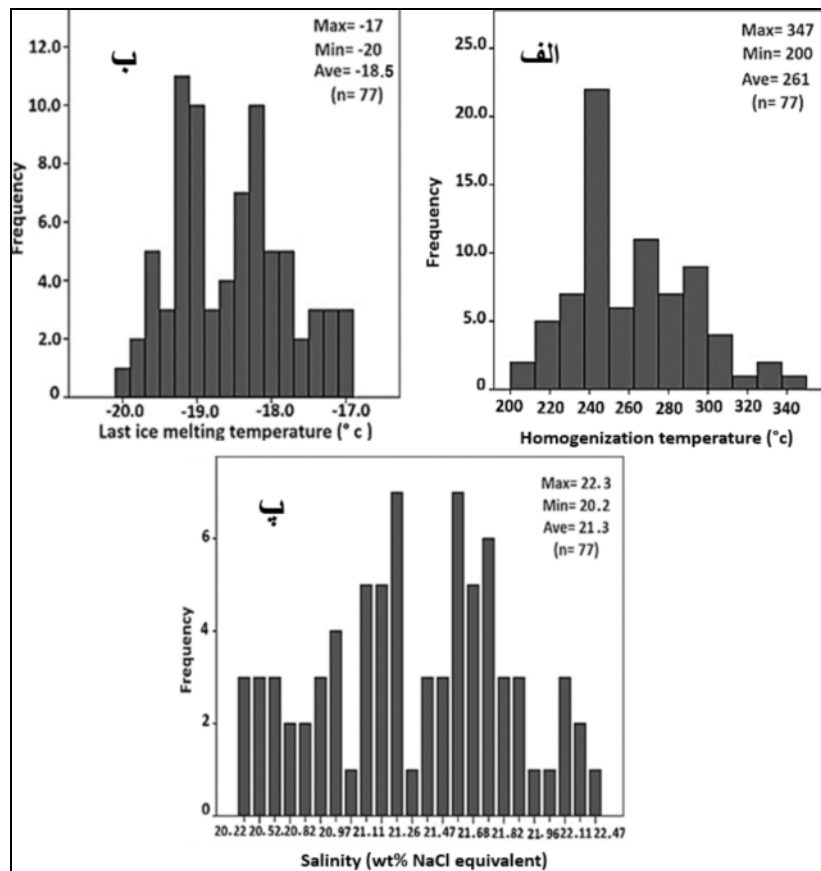 ب
Max= -17
Min= -20
Ave= -18.5
(n= 77)
12.0
10.0
8.0
6.0
4.0
2.0
0
Frequency
-20.0 -19.0 -18.0 -17.0
Last ice melting temperature (° c )
الف
Max= 347
Min= 200
Ave= 261
(n= 77)
25.0
20.0
15.0
10.0
5.0
0.0
Frequency
200 220 240 260 280 300 320 340
Homogenization temperature (°c)
پ
Max= 22.3
Min= 20.2
Ave= 21.3
(n= 77)
6
4
2
0
Frequency
20.22 20.52 20.82 20.97 21.11 21.26 21.47 21.68 21.82 21.96 22.11 22.47
Salinity (wt% NaCl equivalent)